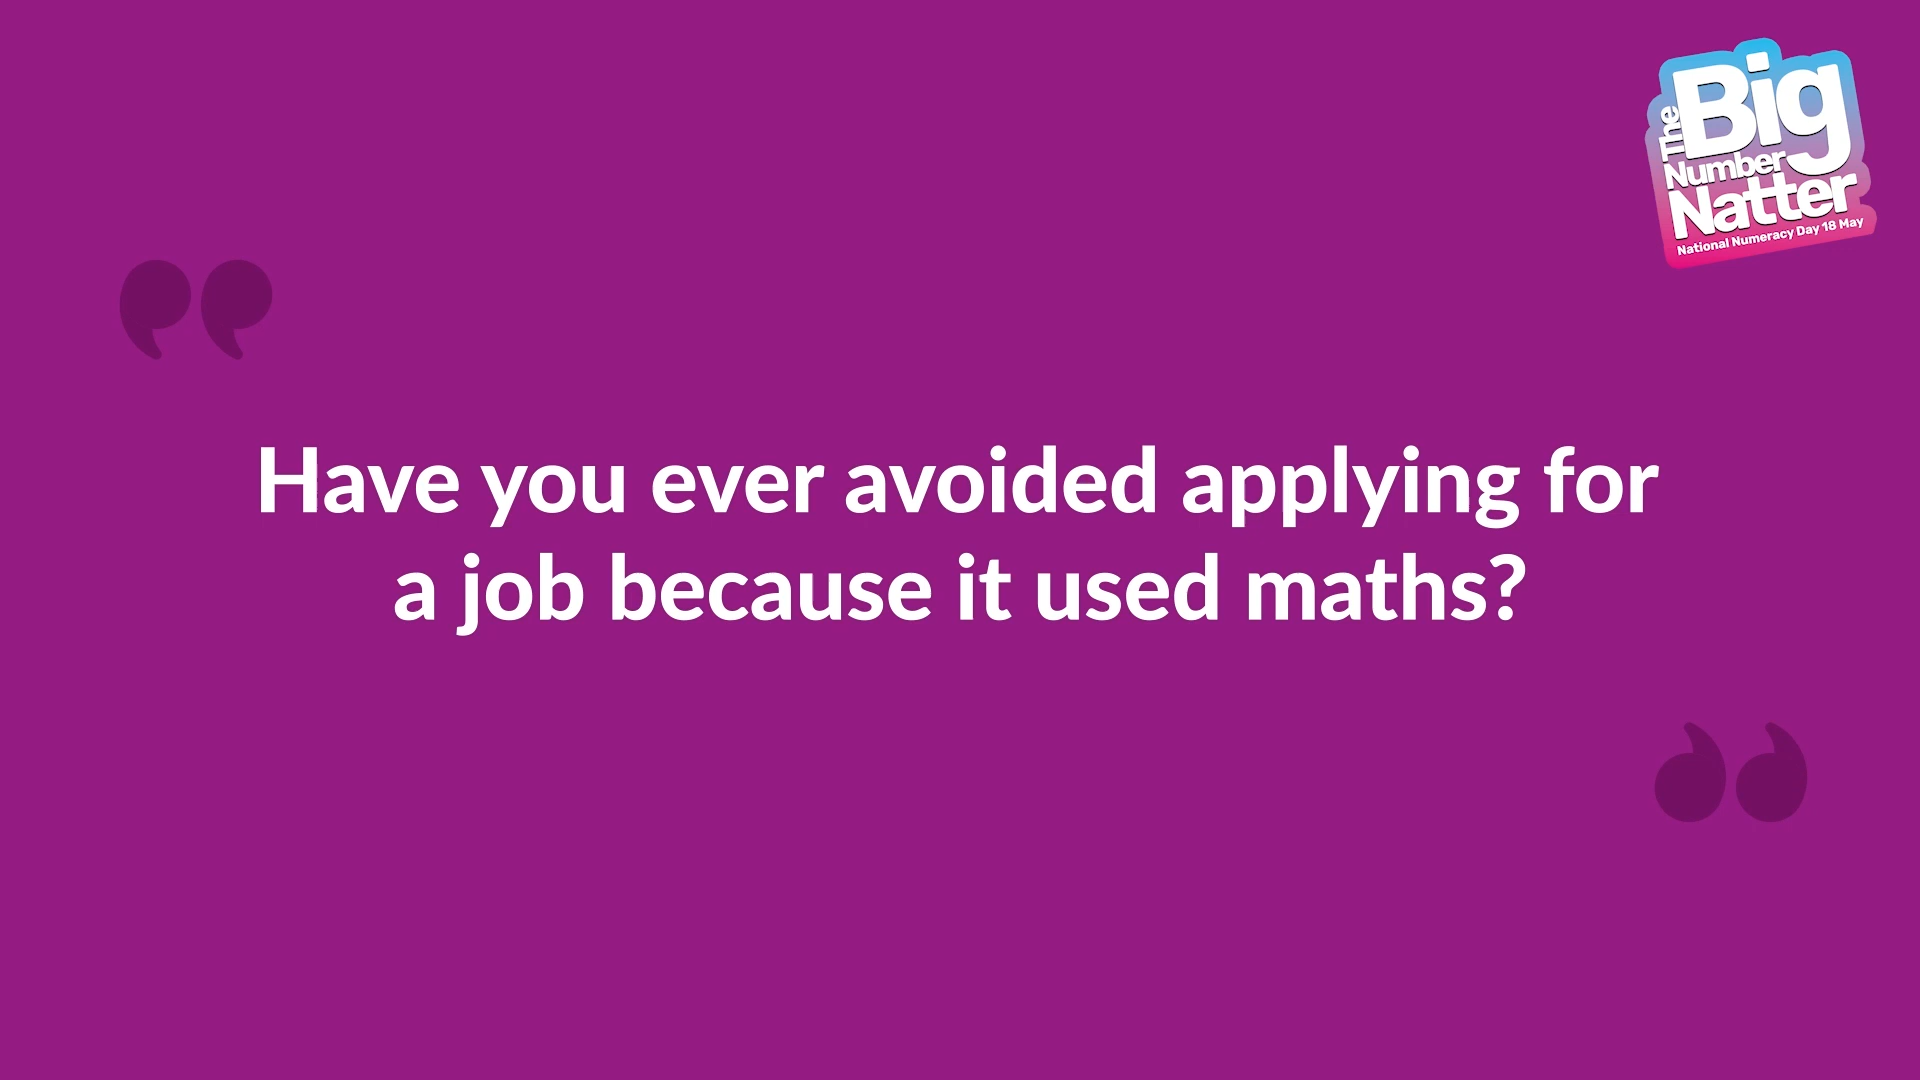 The
Big
Number
Natter
National Numeracy Day 18 May
Have you ever avoided applying for
a job because it used maths?